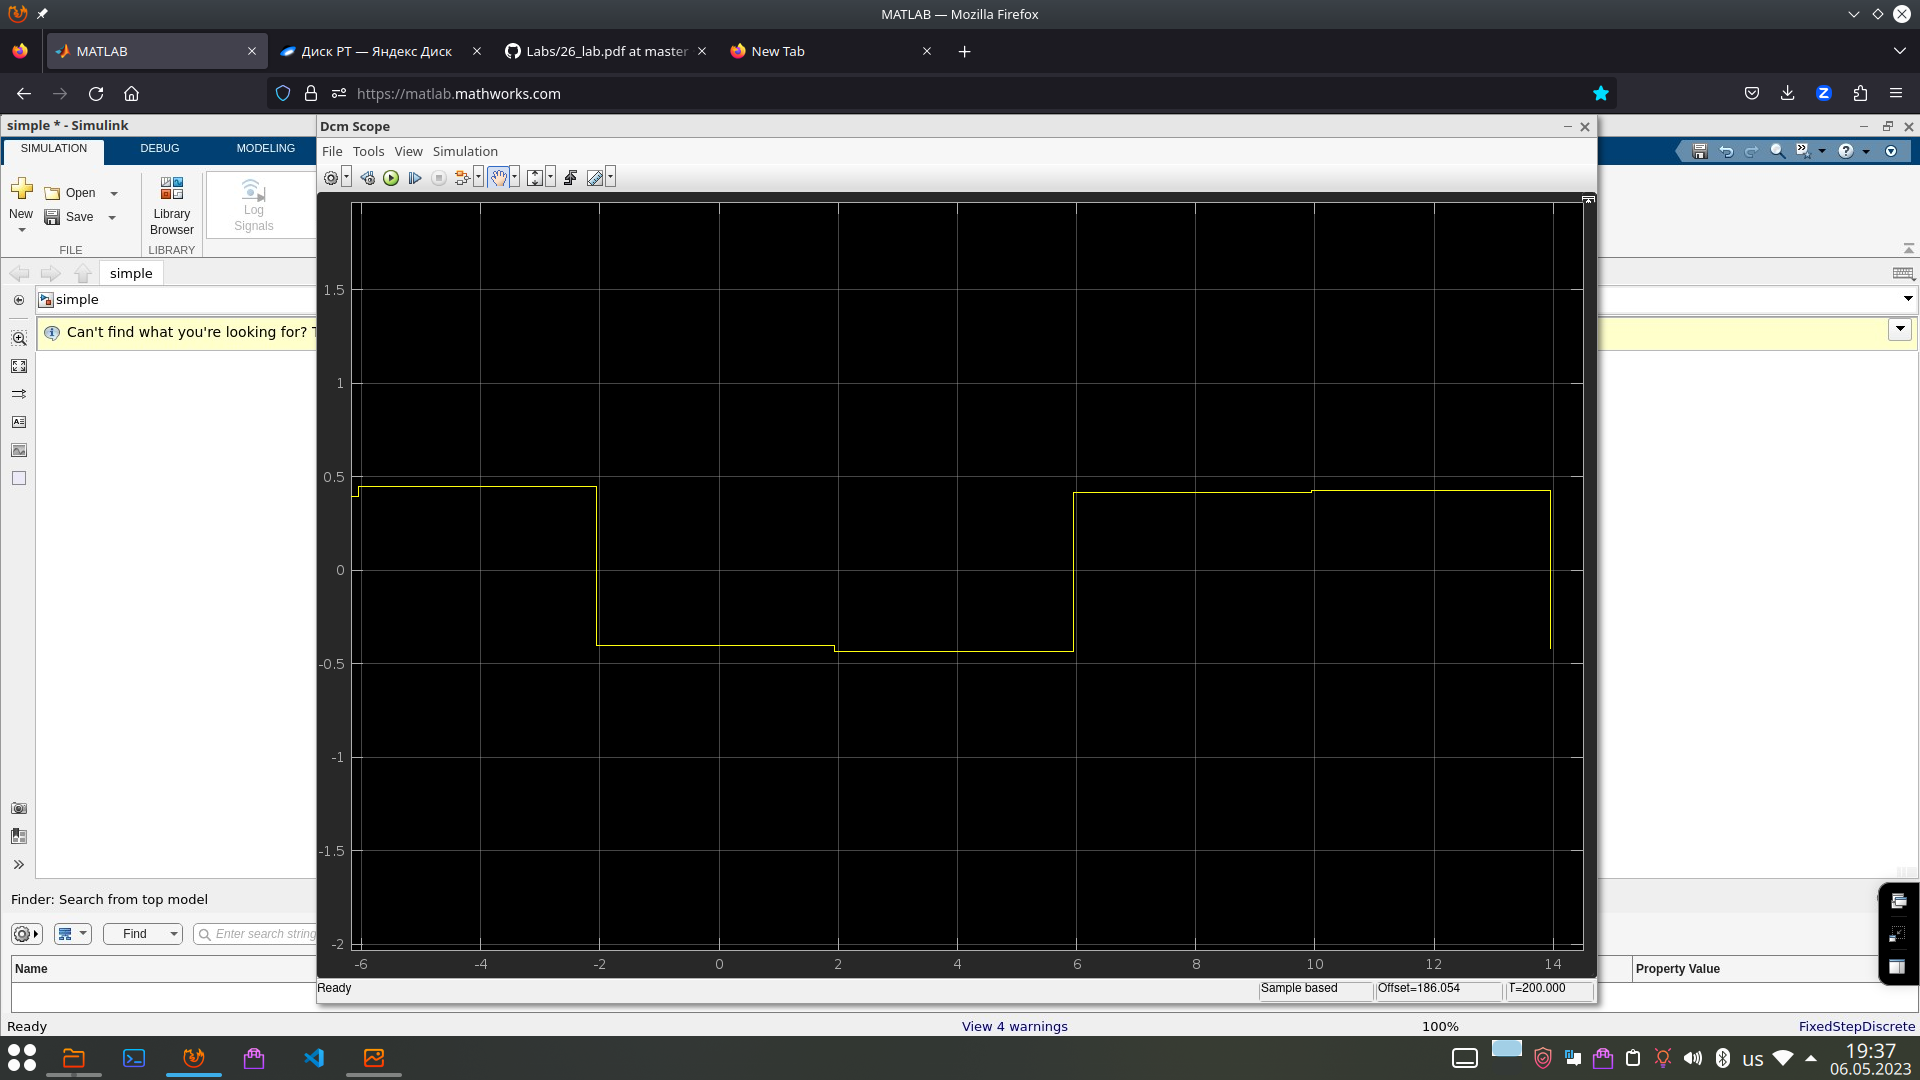 MATLAB — Mozilla Firefox
MATLAB
Диск РТ — Яндекс Диск
Labs/26_lab.pdf at master
New Tab
https://matlab.mathworks.com
simple * - Simulink
SIMULATION
DEBUG
MODELING
New
Open
Save
Library
Browser
Log
Signals
FILE
LIBRARY
simple
simple
Can't find what you're looking for?
Dcm Scope
File
Tools
View
Simulation
1.5
1
0.5
0
-0.5
-1
-1.5
-2
-6
-4
-2
0
2
4
6
8
10
12
14
Ready
Sample based
Offset=186.054
T=200.000
Finder: Search from top model
Find
Enter search string
Name
Property Value
Ready
View 4 warnings
100%
FixedStepDiscrete
us
19:37
06.05.2023